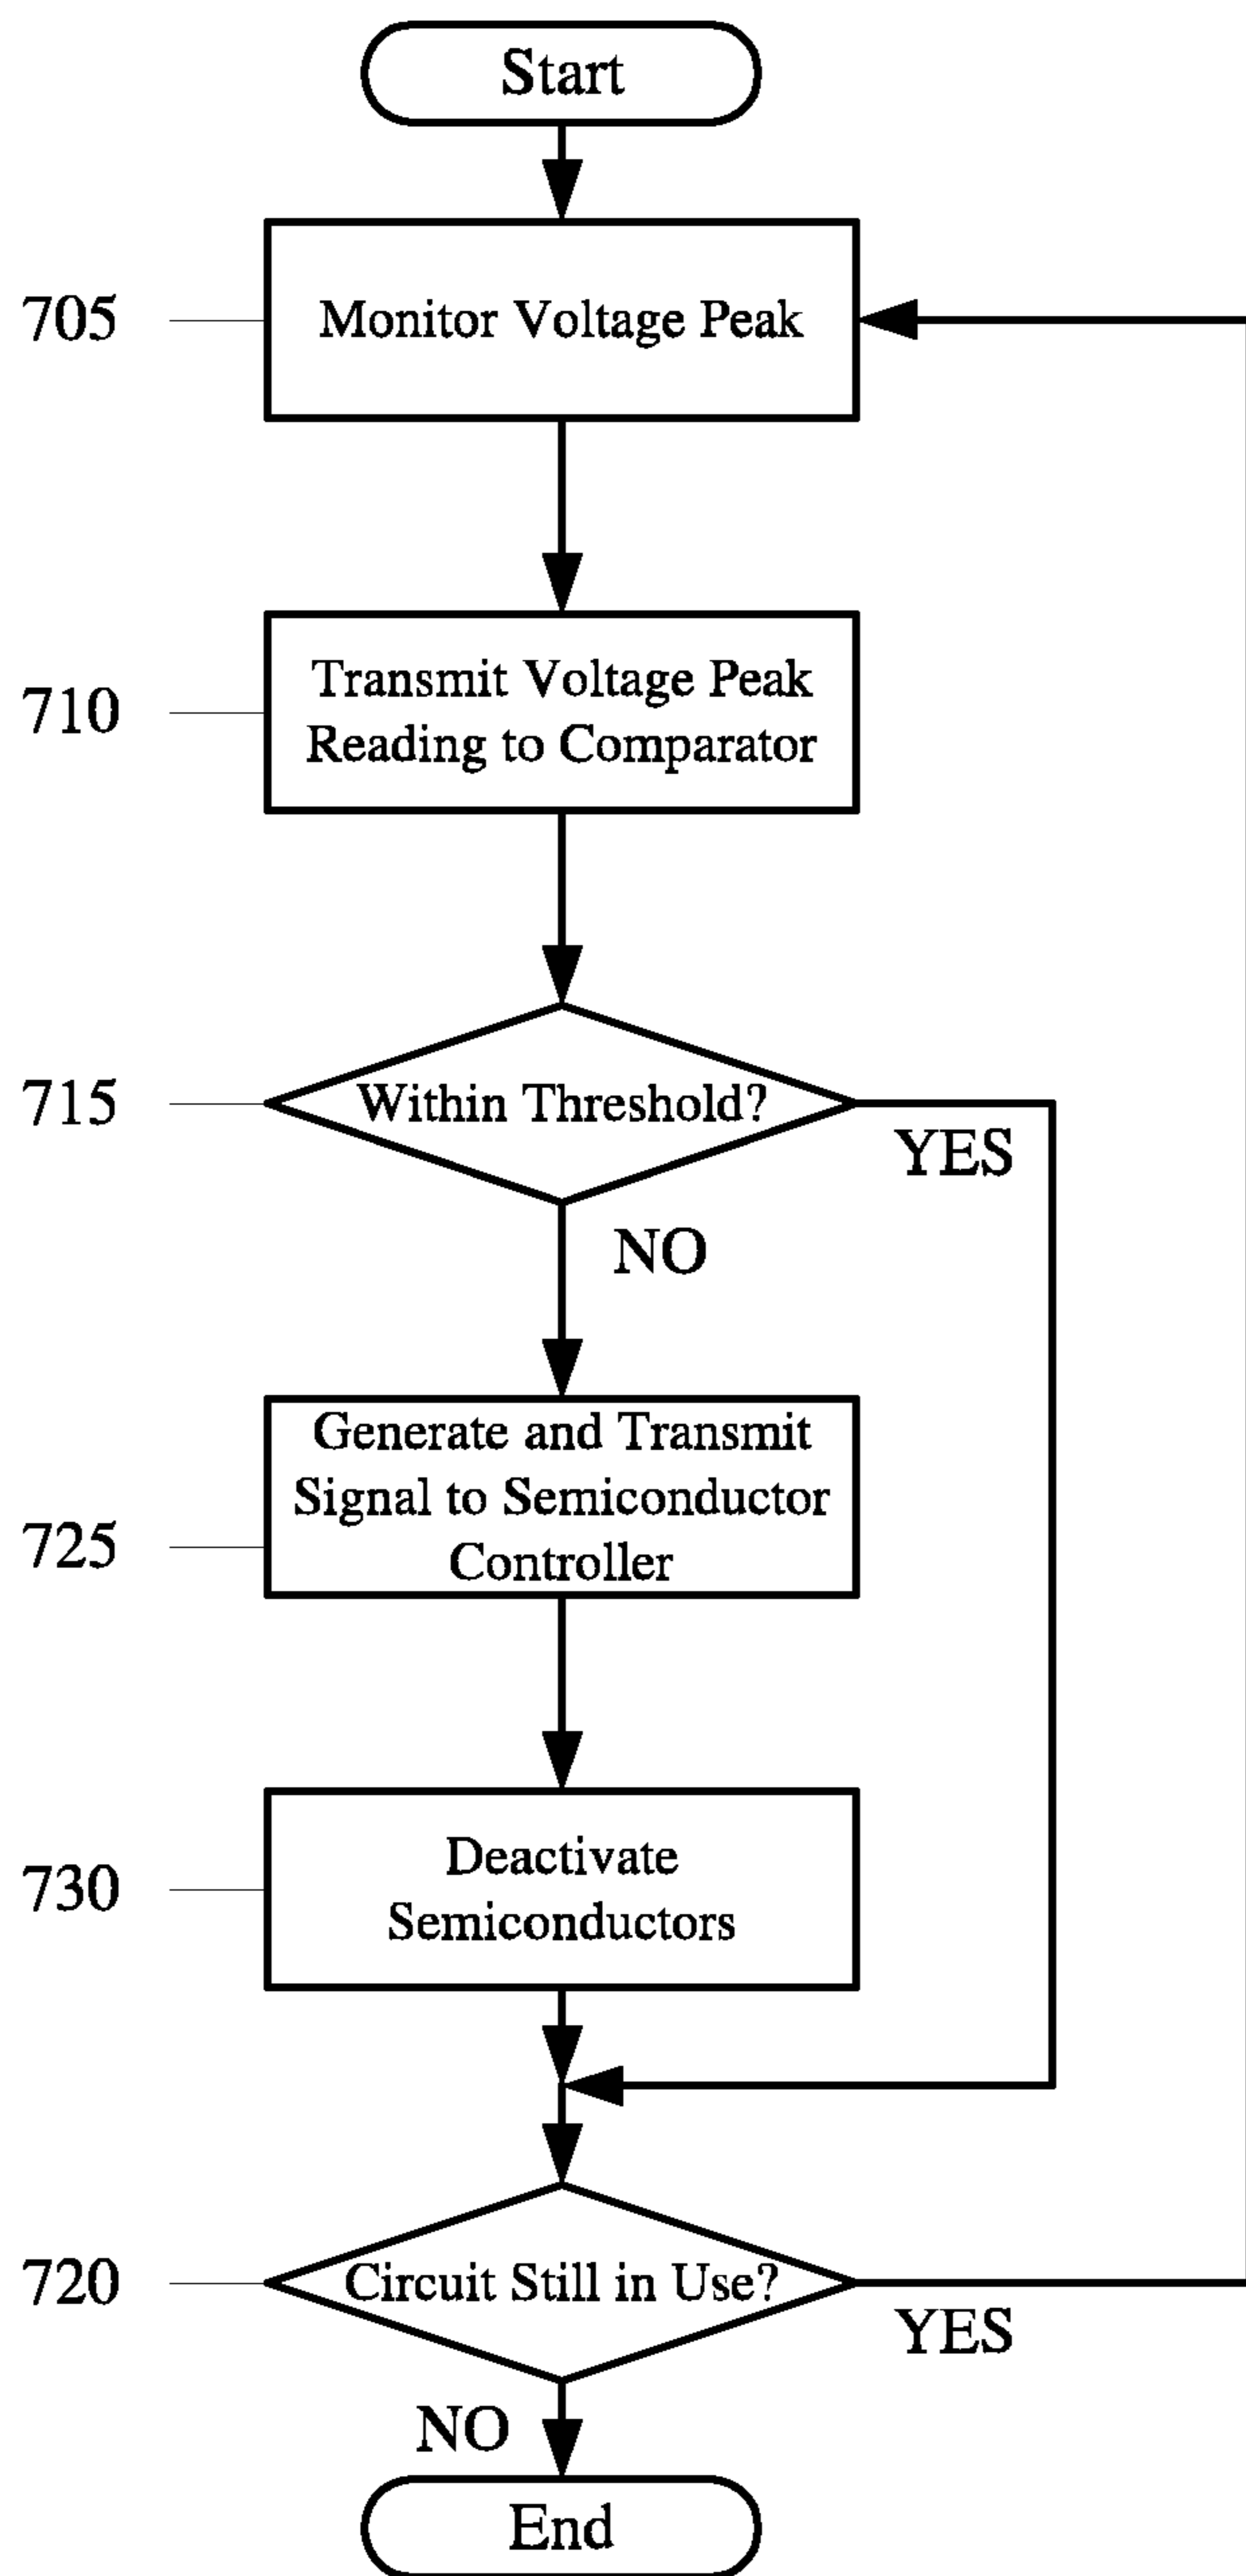 Start
705
Monitor Voltage Peak
710
Transmit Voltage Peak
Reading to Comparator
715
Within Threshold?
YES
NO
725
Generate and Transmit
Signal to Semiconductor
Controller
730
Deactivate
Semiconductors
720
Circuit Still in Use?
YES
NO
End